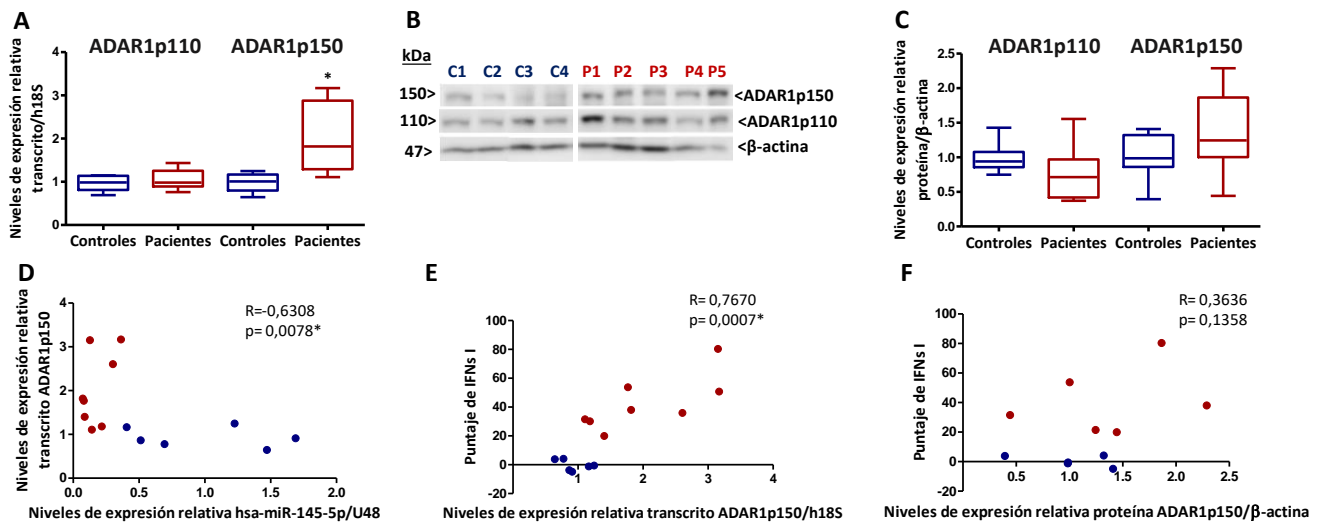 A
Niveles de expresión relativa
transcrito/h18S
ADAR1p110 ADAR1p150
4
3
2
1
0
*
Controles Pacientes Controles Pacientes
B
kDa
C1 C2 C3 C4 P1 P2 P3 P4 P5
150> <ADAR1p150
110> <ADAR1p110
47> <β-actina
C
Niveles de expresión relativa
proteína/β-actina
ADAR1p110 ADAR1p150
2.5
2.0
1.5
1.0
0.5
0.0
Controles Pacientes Controles Pacientes
D
Niveles de expresión relativa
transcrito ADAR1p150
R=-0,6308
p= 0,0078*
4
3
2
1
0
0.0 0.5 1.0 1.5 2.0
Niveles de expresión relativa hsa-miR-145-5p/U48
E
Puntaje de IFNs I
R= 0,7670
p= 0,0007*
100
80
60
40
20
0
-20
1 2 3 4
Niveles de expresión relativa transcrito ADAR1p150/h18S
F
Puntaje de IFNs I
R= 0,3636
p= 0,1358
100
80
60
40
20
0
-20
0.5 1.0 1.5 2.0 2.5
Niveles de expresión relativa proteína ADAR1p150/β-actina